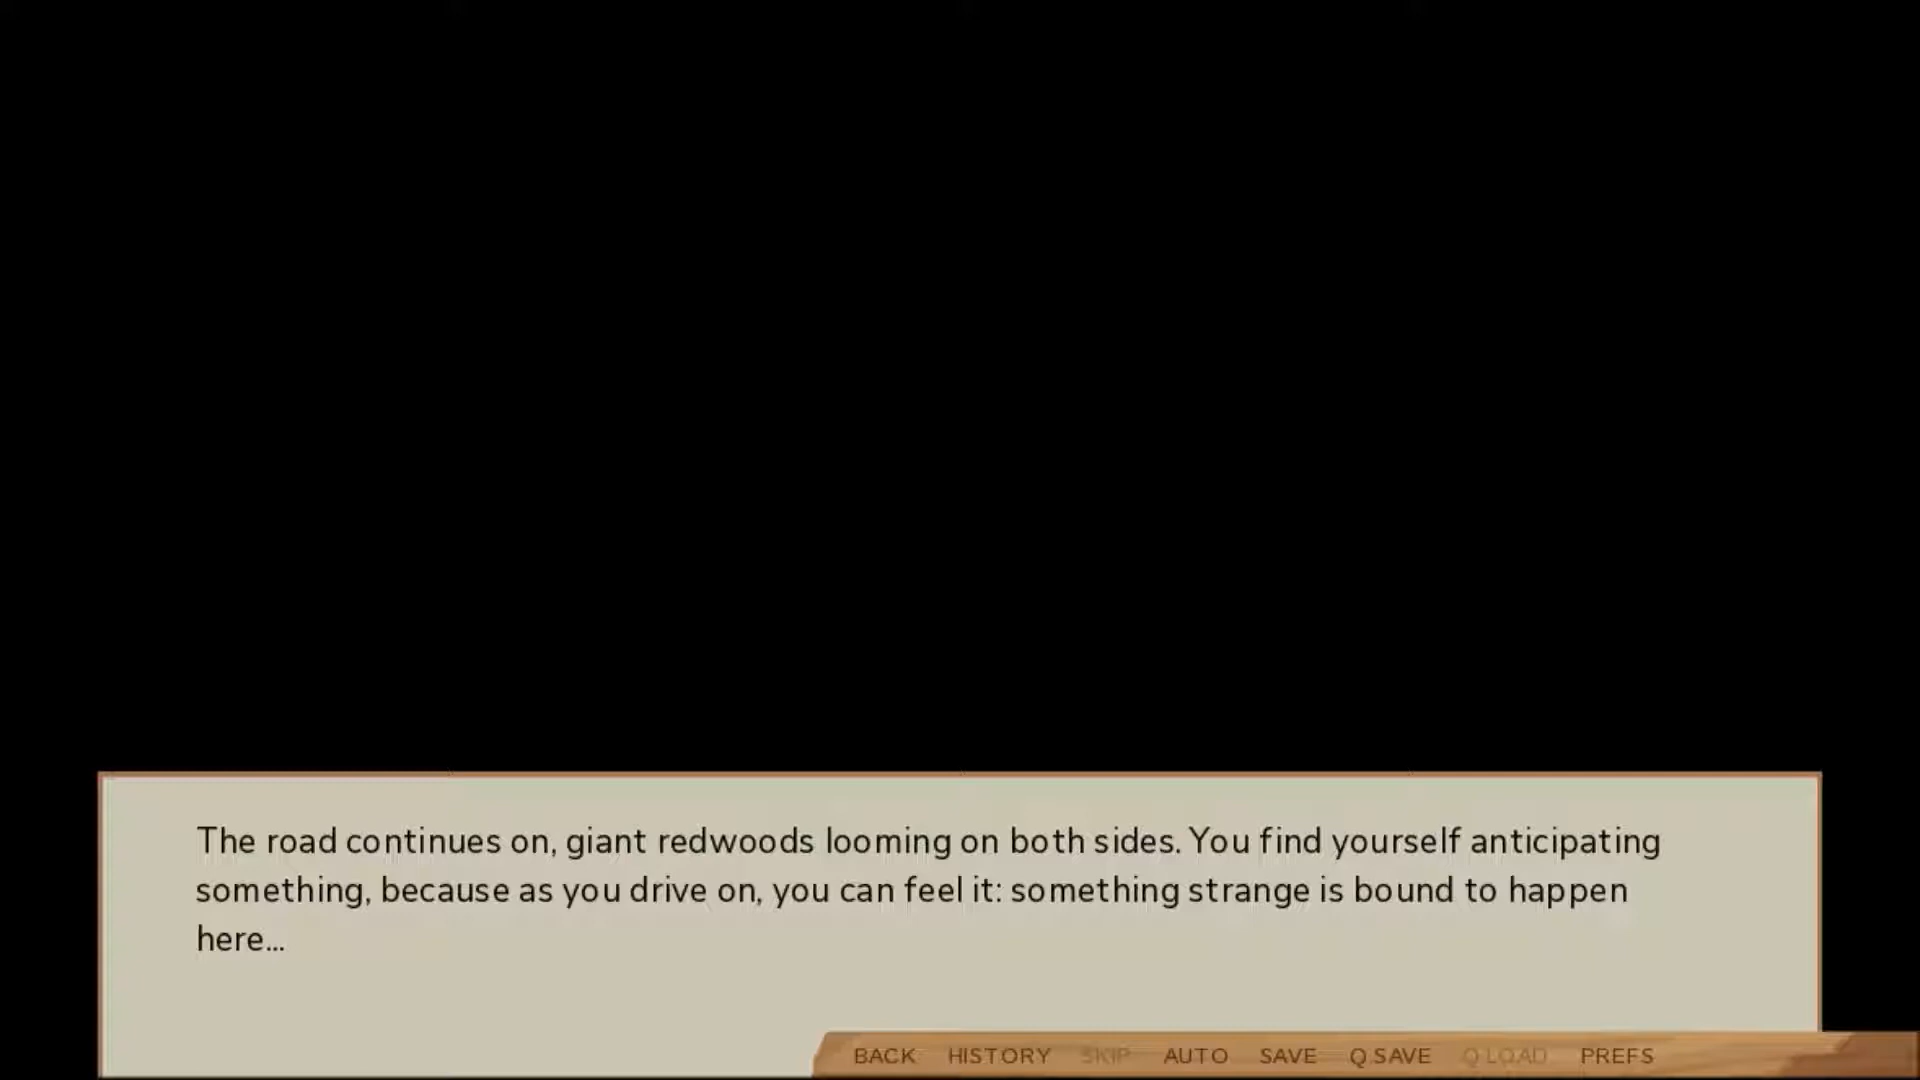 The road continues on, giant redwoods looming on both sides. You find yourself anticipating
something, because as you drive on, you can feel it: something strange is bound to happen
here...
BACK HISTORY SKIP AUTO SAVE Q.SAVE Q.LOAD PREFS